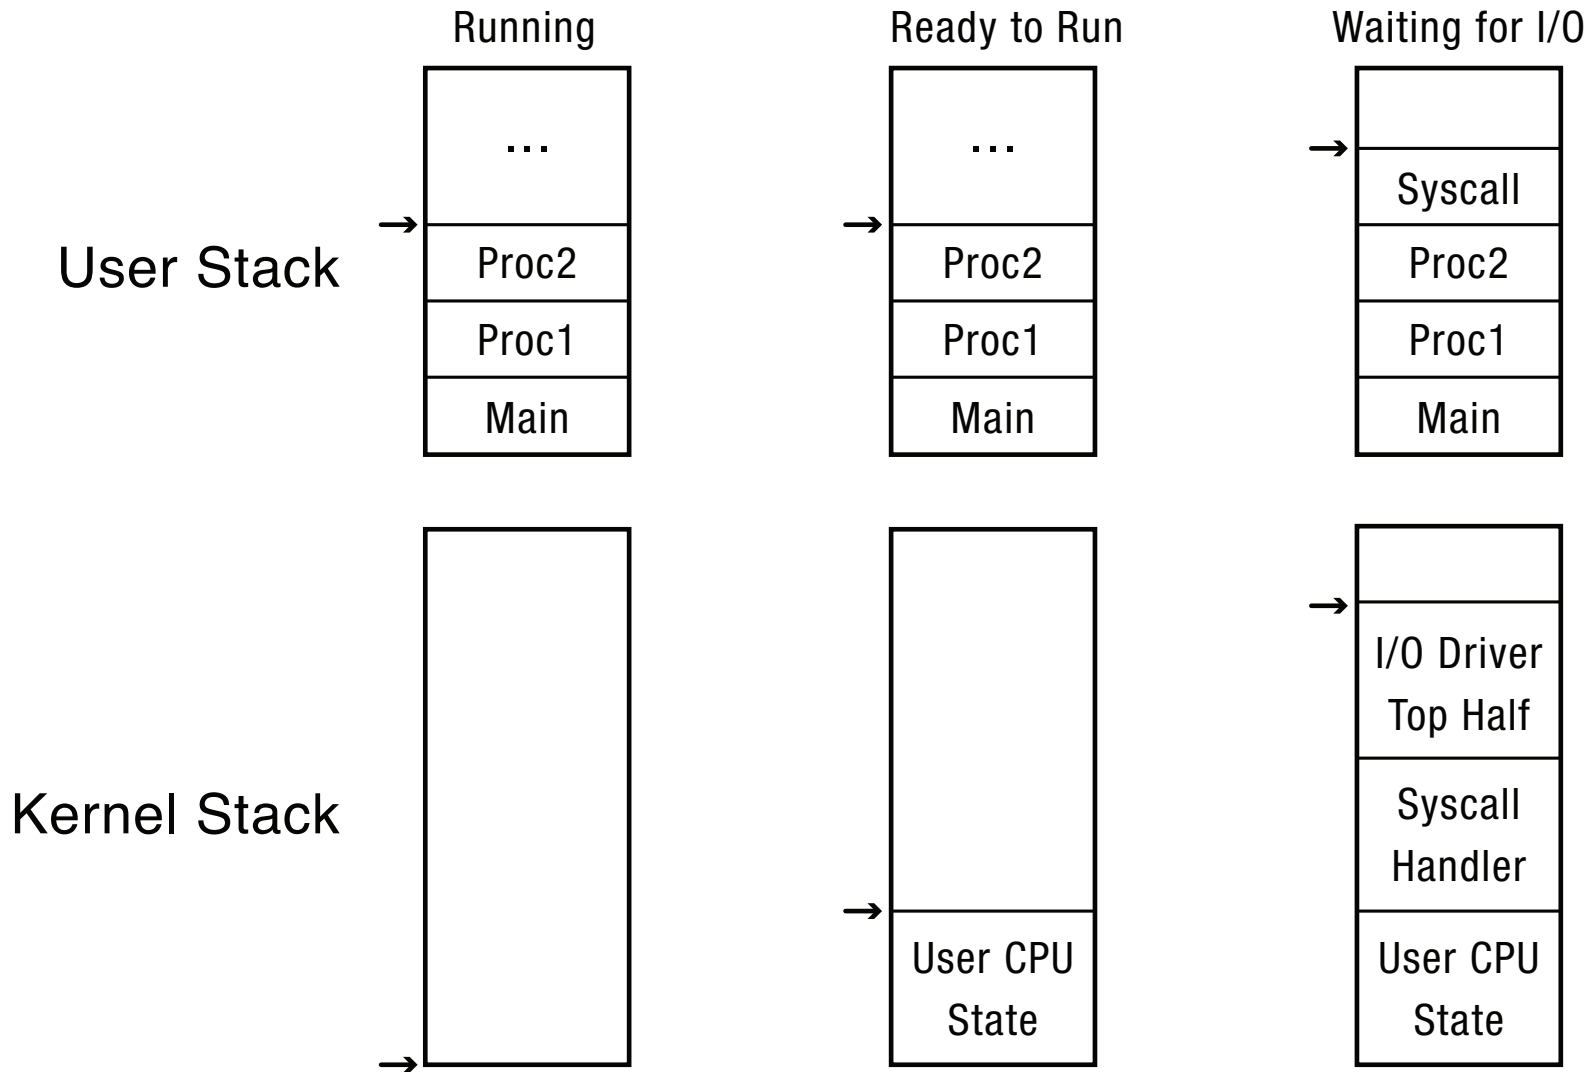 Running
Ready to Run
Waiting for I/O
User Stack
...
Proc2
Proc1
Main
...
Proc2
Proc1
Main
Syscall
Proc2
Proc1
Main
Kernel Stack
User CPU
State
I/O Driver
Top Half
Syscall
Handler
User CPU
State